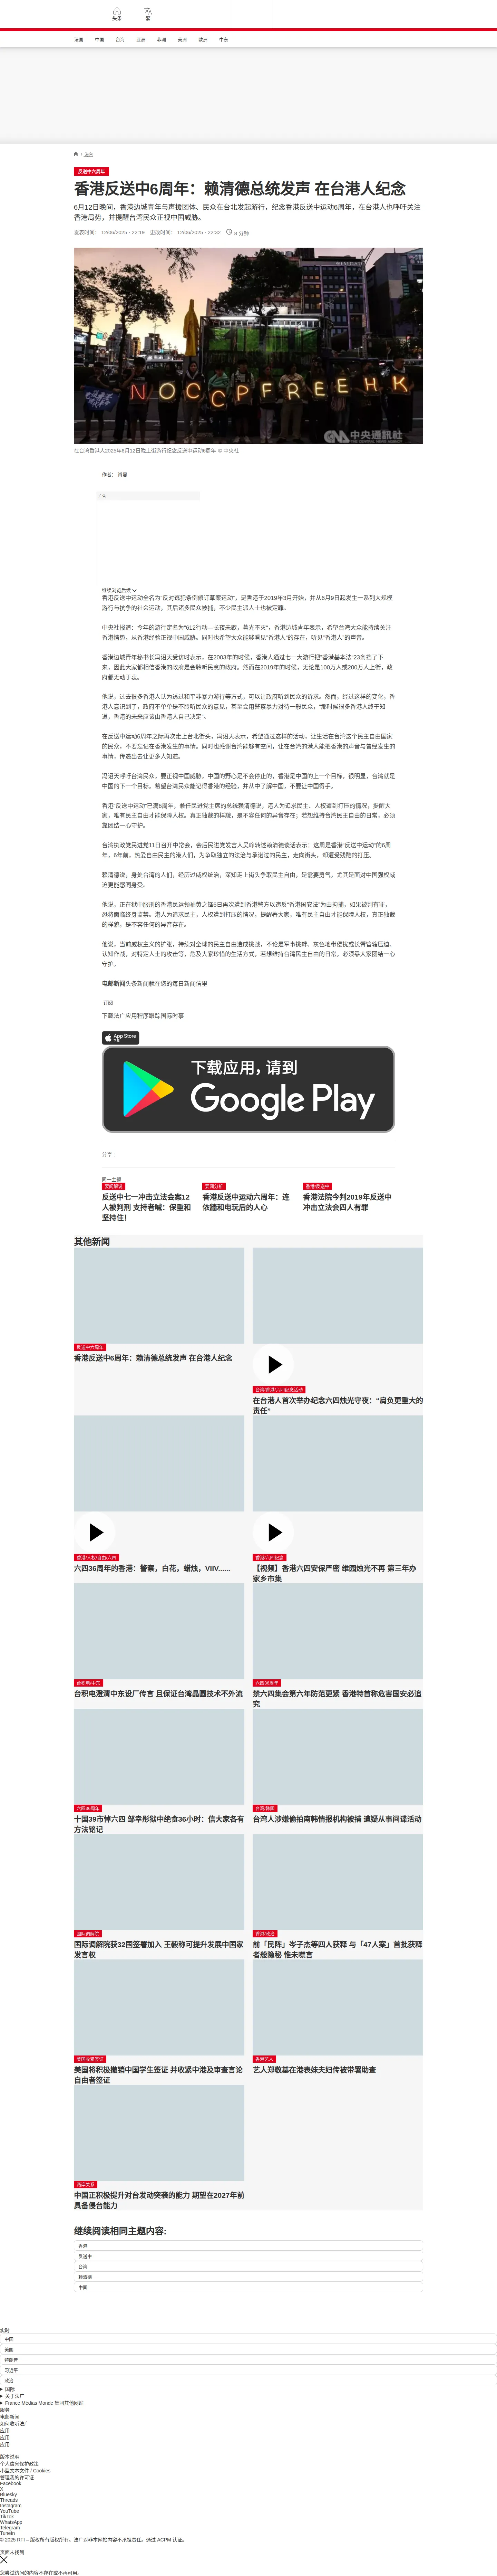 头条
繁
法国
中国
台海
亚洲
非洲
美洲
欧洲
中东
/ 港台
反送中六周年
香港反送中6周年：赖清德总统发声 在台港人纪念
6月12日晚间，香港边城青年与声援团体、民众在台北发起游行，纪念香港反送中运动6周年，在台港人也呼吁关注
香港局势，并提醒台湾民众正视中国威胁。
发表时间： 12/06/2025 - 22:19 更改时间： 12/06/2025 - 22:32 8 分钟
NOCCPFREEHK
中央通訊社
在台湾香港人2025年6月12日晚上街游行纪念反送中运动6周年 © 中央社
作者： 肖曼
广告
继续浏览后续
香港反送中运动全名为“反对逃犯条例修订草案运动”，是香港于2019年3月开始，并从6月9日起发生一系列大规模
游行与抗争的社会运动，其后诸多民众被捕，不少民主派人士也被定罪。
中央社报道：今年的游行定名为“612行动—长夜未歇，暮光不灭”，香港边城青年表示，希望台湾大众能持续关注
香港情势，从香港经验正视中国威胁。同时也希望大众能够看见“香港人”的存在，听见“香港人”的声音。
香港边城青年秘书长冯诏天受访时表示，在2003年的时候，香港人通过七一大游行把“香港基本法”23条挡了下
来，因此大家都相信香港的政府是会聆听民意的政府，然而在2019年的时候，无论是100万人或200万人上街，政
府都无动于衷。
他说，过去很多香港人认为透过和平非暴力游行等方式，可以让政府听到民众的诉求。然而，经过这样的变化，香
港人意识到了，政府不单单是不聆听民众的意见，甚至会用警察暴力对待一般民众，“那时候很多香港人终于知
道，香港的未来应该由香港人自己决定”。
在反送中运动6周年之际再次走上台北街头，冯诏天表示，希望通过这样的活动，让生活在台湾这个民主自由国家
的民众，不要忘记在香港发生的事情。同时也感谢台湾能够有空间，让在台湾的港人能把香港的声音与曾经发生的
事情，传递出去让更多人知道。
冯诏天呼吁台湾民众，要正视中国威胁，中国的野心是不会停止的，香港是中国的上一个目标，很明显，台湾就是
中国的下一个目标。希望台湾民众能记得香港的经验，并从中了解中国，不要让中国得手。
香港“反送中运动”已满6周年，兼任民进党主席的总统赖清德说，港人为追求民主、人权遭到打压的情况，提醒大
家，唯有民主自由才能保障人权。真正独裁的样貌，是不容任何的异音存在；若想维持台湾民主自由的日常，必须
靠团结一心守护。
台湾执政党民进党11日召开中常会，会后民进党发言人吴峥转述赖清德谈话表示：这周是香港“反送中运动”的6周
年，6年前，热爱自由民主的港人们，为争取独立的法治与承诺过的民主，走向街头，却遭受残酷的打压。
赖清德说，身处台湾的人们，经历过威权统治，深知走上街头争取民主自由，是需要勇气，尤其是面对中国强权威
迫更能感同身受。
他说，正在狱中服刑的香港民运领袖黄之锋6日再次遭到香港警方以违反“香港国安法”为由拘捕，如果被判有罪，
恐将面临终身监禁。港人为追求民主，人权遭到打压的情况，提醒著大家，唯有民主自由才能保障人权，真正独裁
的样貌，是不容任何的异音存在。
他说，当前威权主义的扩张，持续对全球的民主自由造成挑战，不论是军事挑衅、灰色地带侵扰或长臂管辖压迫、
认知作战，对特定人士的攻击等，危及大家珍惜的生活方式，若想维持台湾民主自由的日常，必须靠大家团结一心
守护。
电邮新闻头条新闻就在您的每日新闻信里
订阅
下载法广应用程序跟踪国际时事
App Store
下载
下载应用，请到
Google Play
分享 :
同一主题
要闻解说
反送中七一冲击立法会案12
人被判刑 支持者喊：保重和
坚持住！
要闻分析
香港反送中运动六周年：连
侬牆和电玩后的人心
香港/反送中
香港法院今判2019年反送中
冲击立法会四人有罪
其他新闻
反送中六周年
香港反送中6周年：赖清德总统发声 在台港人纪念
台湾/香港/六四纪念活动
在台港人首次举办纪念六四烛光守夜：“肩负更重大的
责任”
香港/人权/自由/六四
六四36周年的香港：警察，白花，蜡烛，VIIV......
香港/六四纪念
【视频】香港六四安保严密 维园烛光不再 第三年办
家乡市集
台积电/中东
台积电澄清中东设厂传言 且保证台湾晶圆技术不外流
六四36周年
禁六四集会第六年防范更紧 香港特首称危害国安必追
究
六四36周年
十国39市悼六四 邹幸彤狱中绝食36小时：信大家各有
方法铭记
台湾/韩国
台湾人涉嫌偷拍南韩情报机构被捕 遭疑从事间谍活动
国际调解院
国际调解院获32国签署加入 王毅称可提升发展中国家
发言权
香港/政治
前「民阵」岑子杰等四人获释 与「47人案」首批获释
者般隐秘 惟未噤言
美国/香港签证
美国将积极撤销中国学生签证 并收紧中港及审查言论
自由者签证
香港艺人
艺人郑敬基在港表妹夫妇传被带署助查
两岸关系
中国正积极提升对台发动突袭的能力 期望在2027年前
具备侵台能力
继续阅读相同主题内容:
香港
反送中
台湾
赖清德
中国
实时
中国
美国
特朗普
习近平
政治
国际
关于法广
France Médias Monde 集团其他网站
服务
电邮新闻
如何收听法广
应用
应用
应用
版本说明
个人信息保护政策
小型文本文件 / Cookies
管理我的许可证
Facebook
X
Bluesky
Threads
Instagram
YouTube
TikTok
WhatsApp
Telegram
TuneIn
© 2025 RFI – 版权所有版权所有。法广对非本网站内容不承担责任。通过 ACPM 认证。
页面未找到
您尝试访问的内容不存在或不再可用。